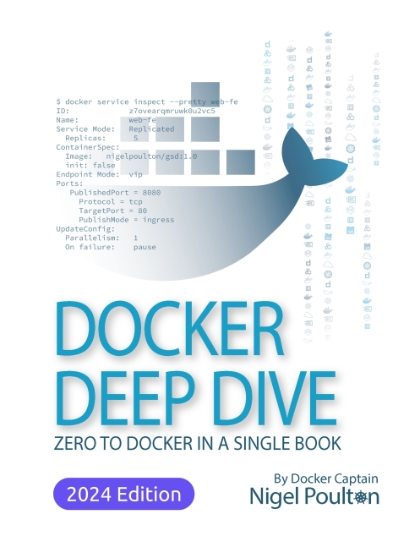 $ docker service inspect --pretty web-fe
ID: z7ovearqmruwk0u2vc5
Name: web-fe
Service Mode: Replicated
Replicas: 5
ContainerSpec:
Image: nigelpoulton/gsd:1.0
init: false
Endpoint Mode: vip
Ports:
PublishedPort = 8080
Protocol = tcp
TargetPort = 80
PublishMode = ingress
UpdateConfig:
Parallelism: 1
On failure: pause
DOCKER
DEEP DIVE
ZERO TO DOCKER IN A SINGLE BOOK
2024 Edition
By Docker Captain
Nigel Poulton